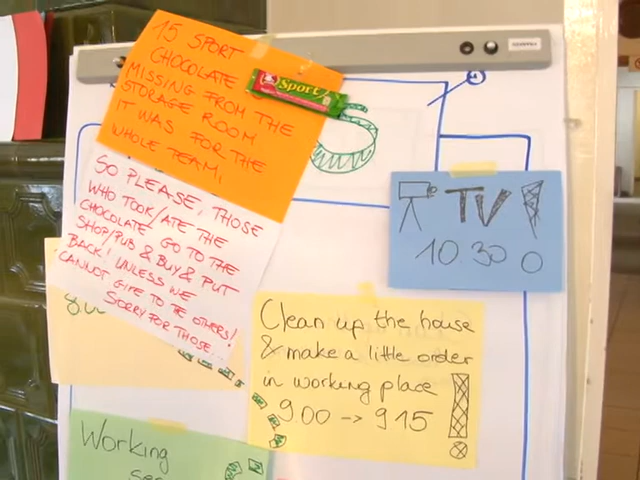 15 SPORT
CHOCOLATE
MISSING FROM THE
STORAGE ROOM
IT WAS FOR THE
WHOLE TEAM,
Sport
SO PLEASE, THOSE
WHO TOOK/ATE THE
CHOCOLATE GO TO THE
SHOP/PUB & BUY & PUT
BACK! UNLESS WE
CANNOT GIVE TO THE OTHERS!
SORRY FOR THOSE...
TV
10.30
Clean up the house
& make a little order
in working place
9.00 -> 9 15
Working